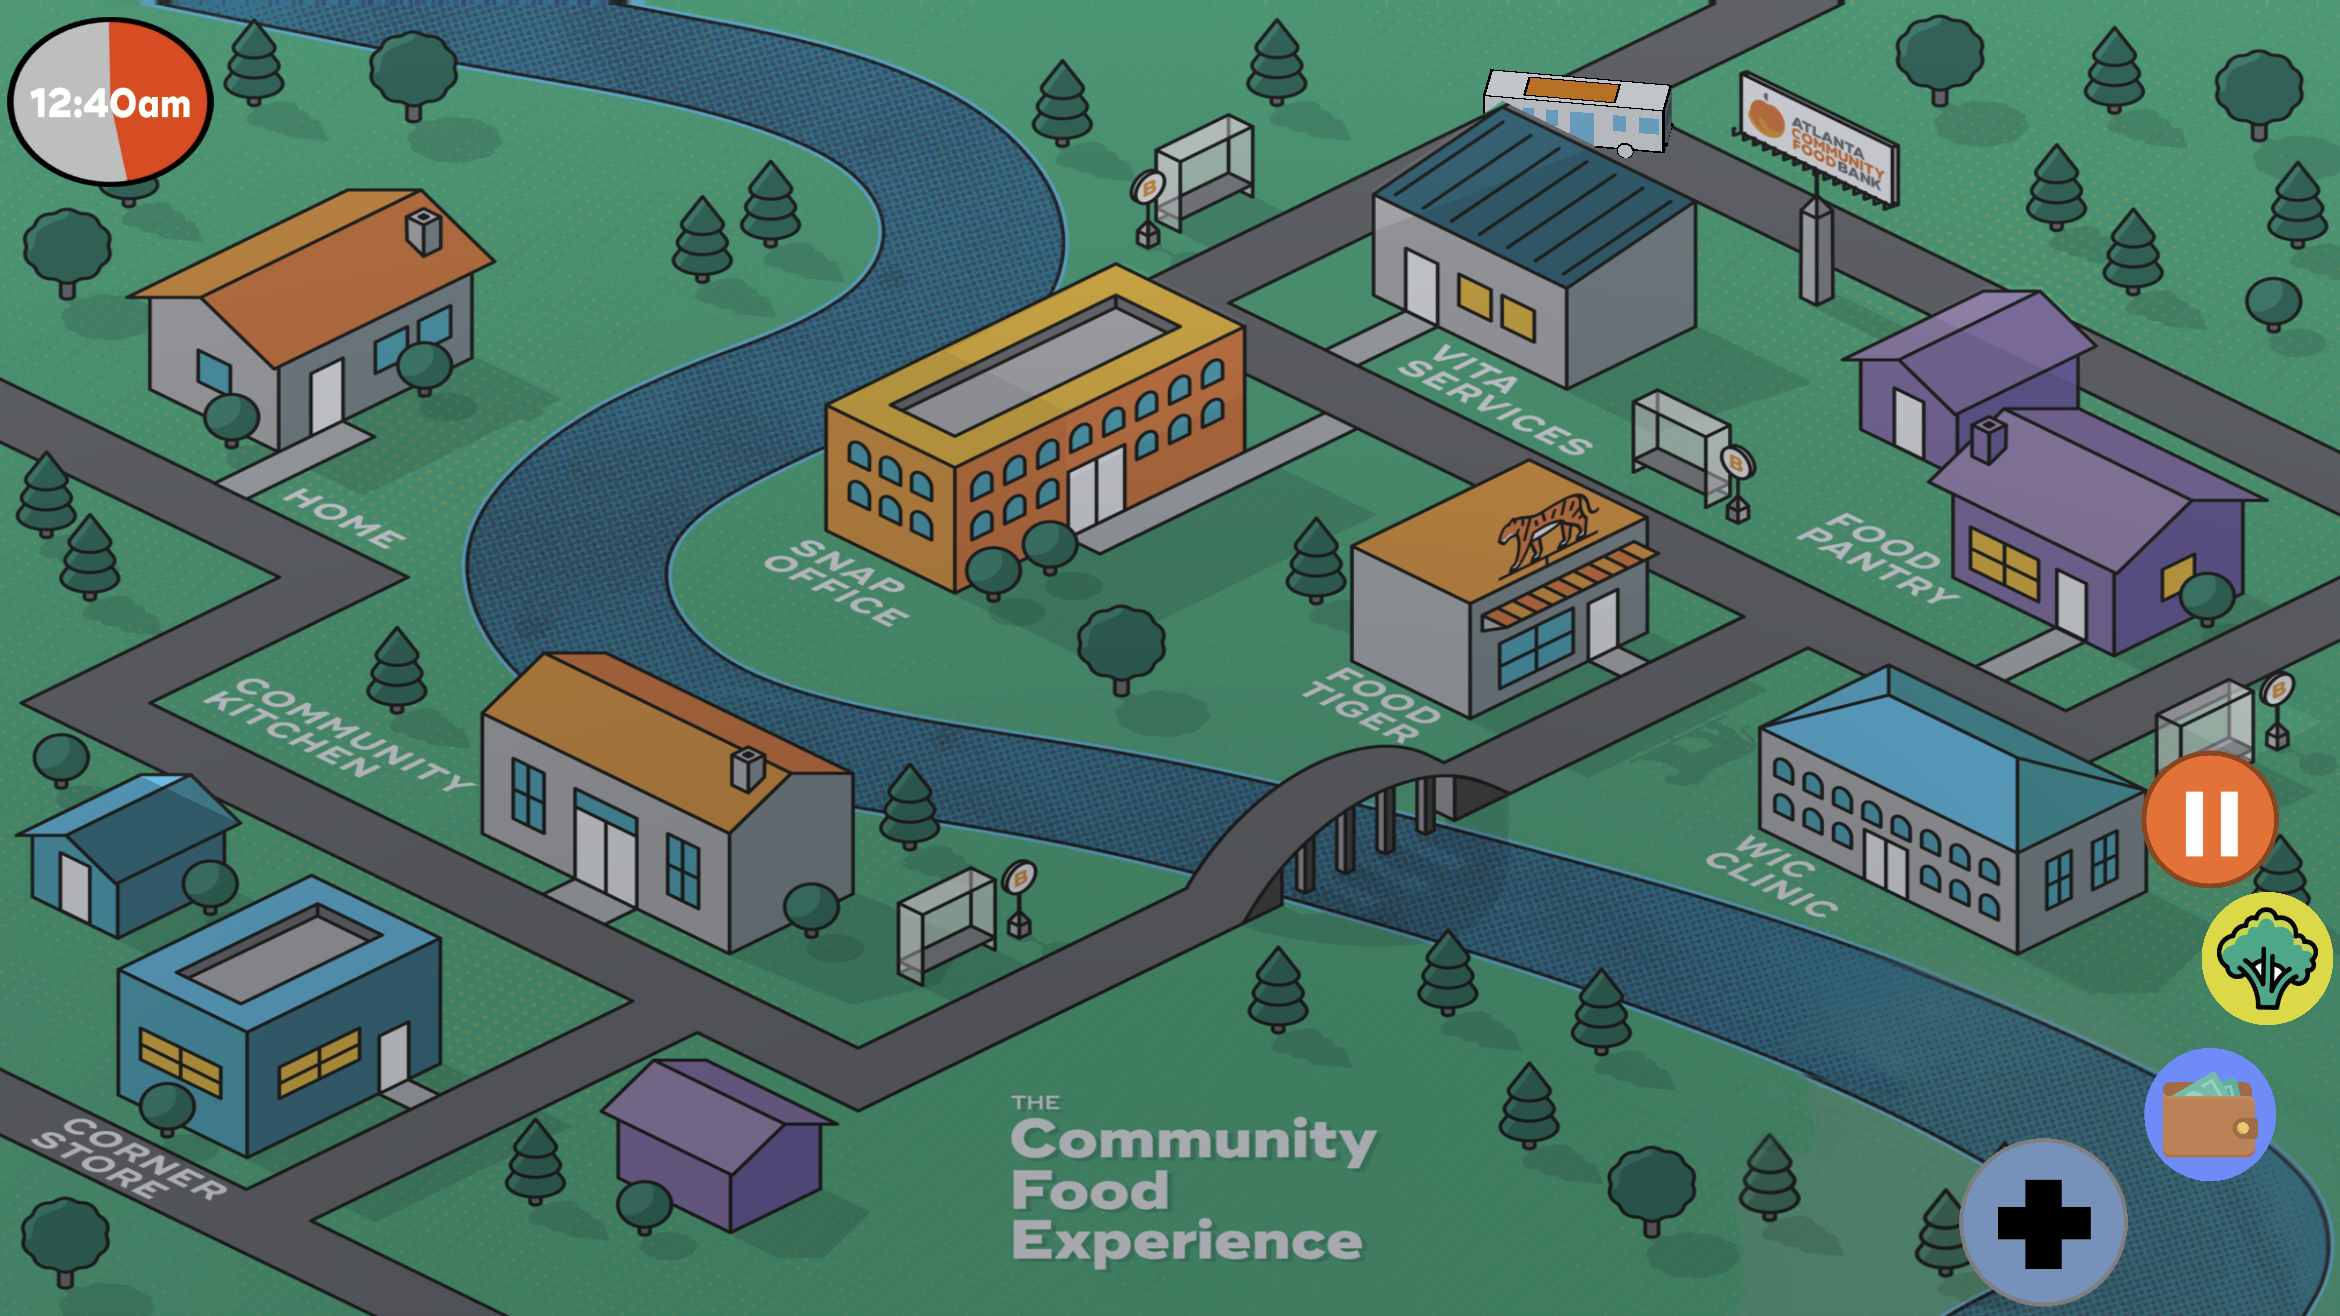 12:40am
B
ATLANTA
COMMUNITY
FOOD BANK
VITA
SERVICES
B
HOME
SNAP
OFFICE
FOOD
PANTRY
FOOD
TIGER
B
COMMUNITY
KITCHEN
WIC
CLINIC
B
CORNER
STORE
THE
Community
Food
Experience